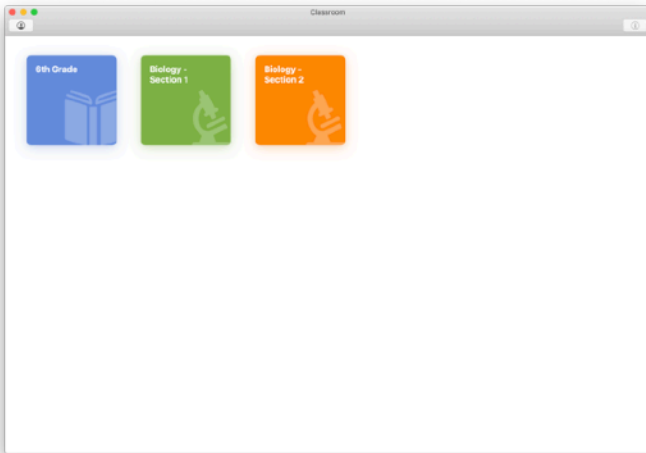 Classroom
6th Grade
Biology -
Section 1
Biology -
Section 2